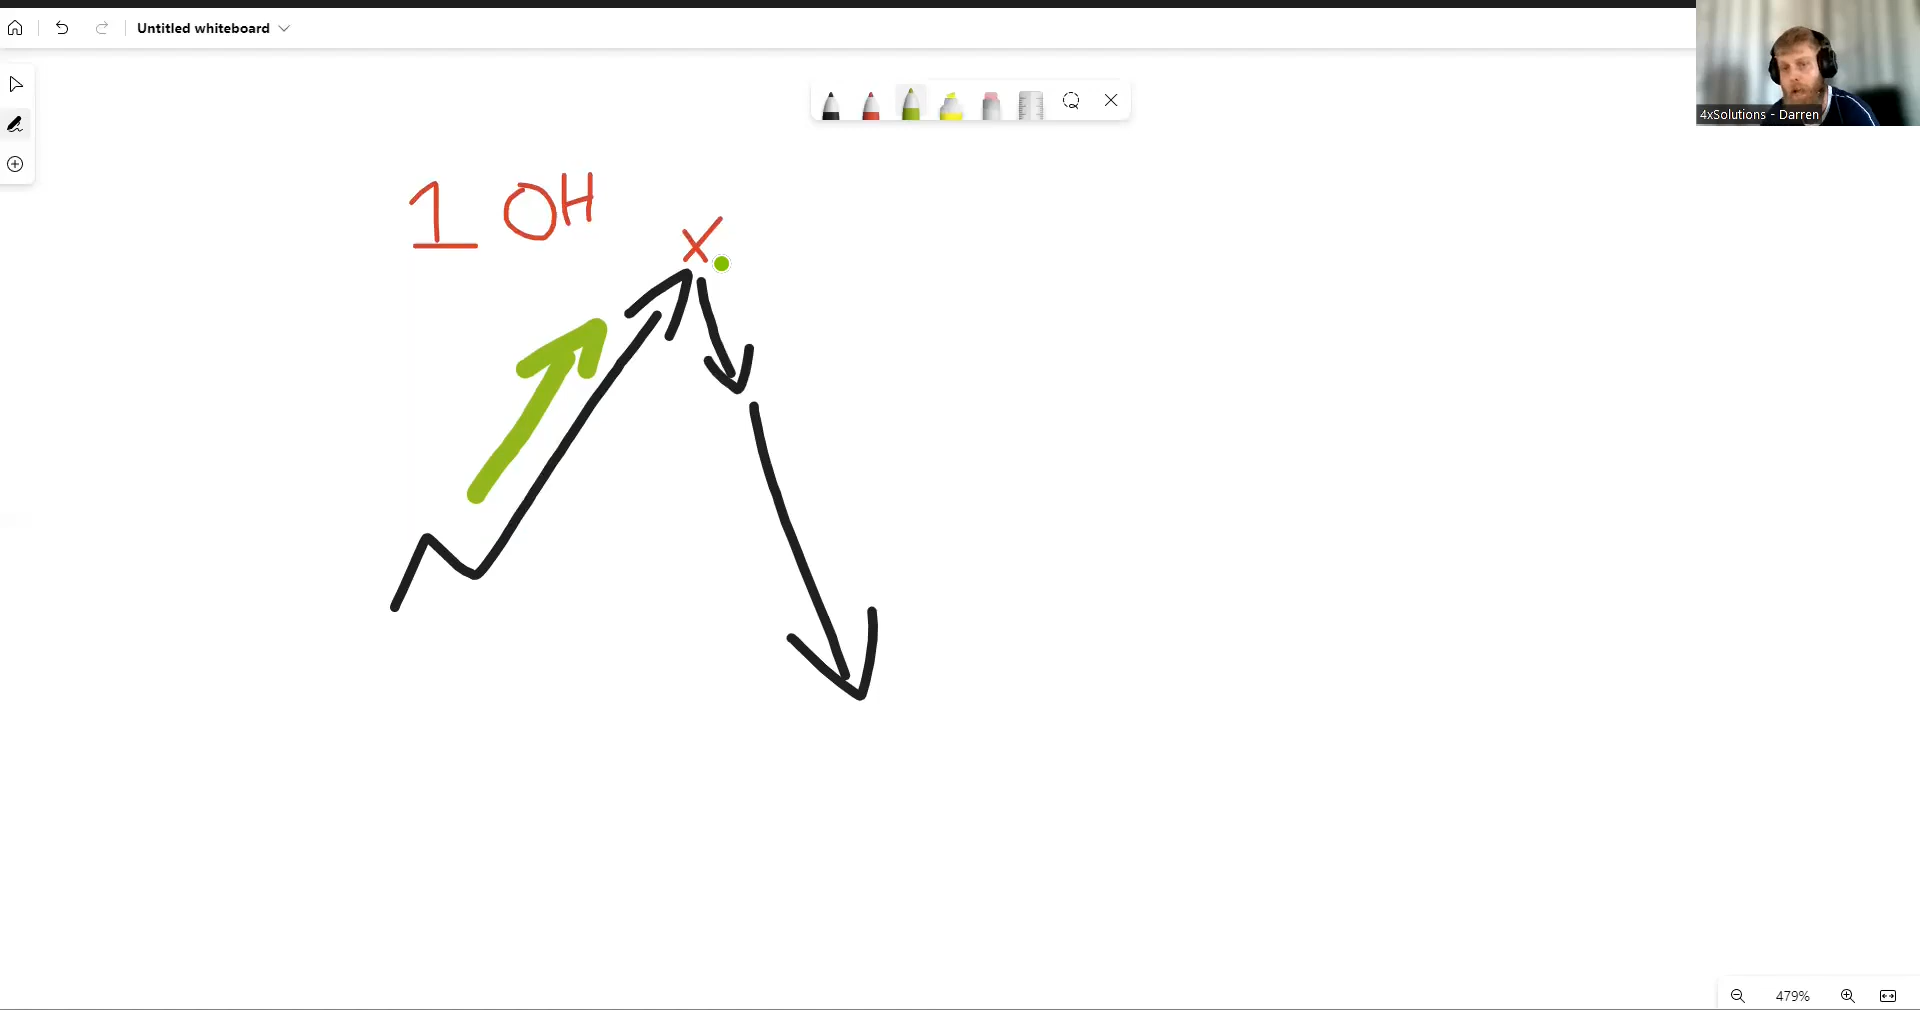 Untitled whiteboard
4xSolutions - Darren
1 OH
X
479%